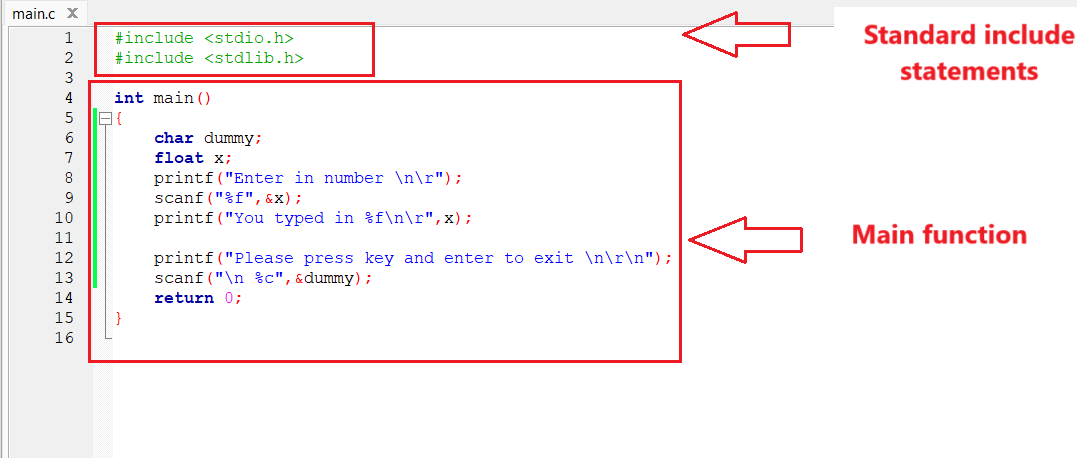 main.c X
1 #include <stdio.h>
2 #include <stdlib.h>
3
4 int main()
5 {
6 char dummy;
7 float x;
8 printf("Enter in number \n\r");
9 scanf("%f",&x);
10 printf("You typed in %f\n\r",x);
11
12 printf("Please press key and enter to exit \n\r\n");
13 scanf("\n %c",&dummy);
14 return 0;
15 }
16
Standard include
statements
Main function